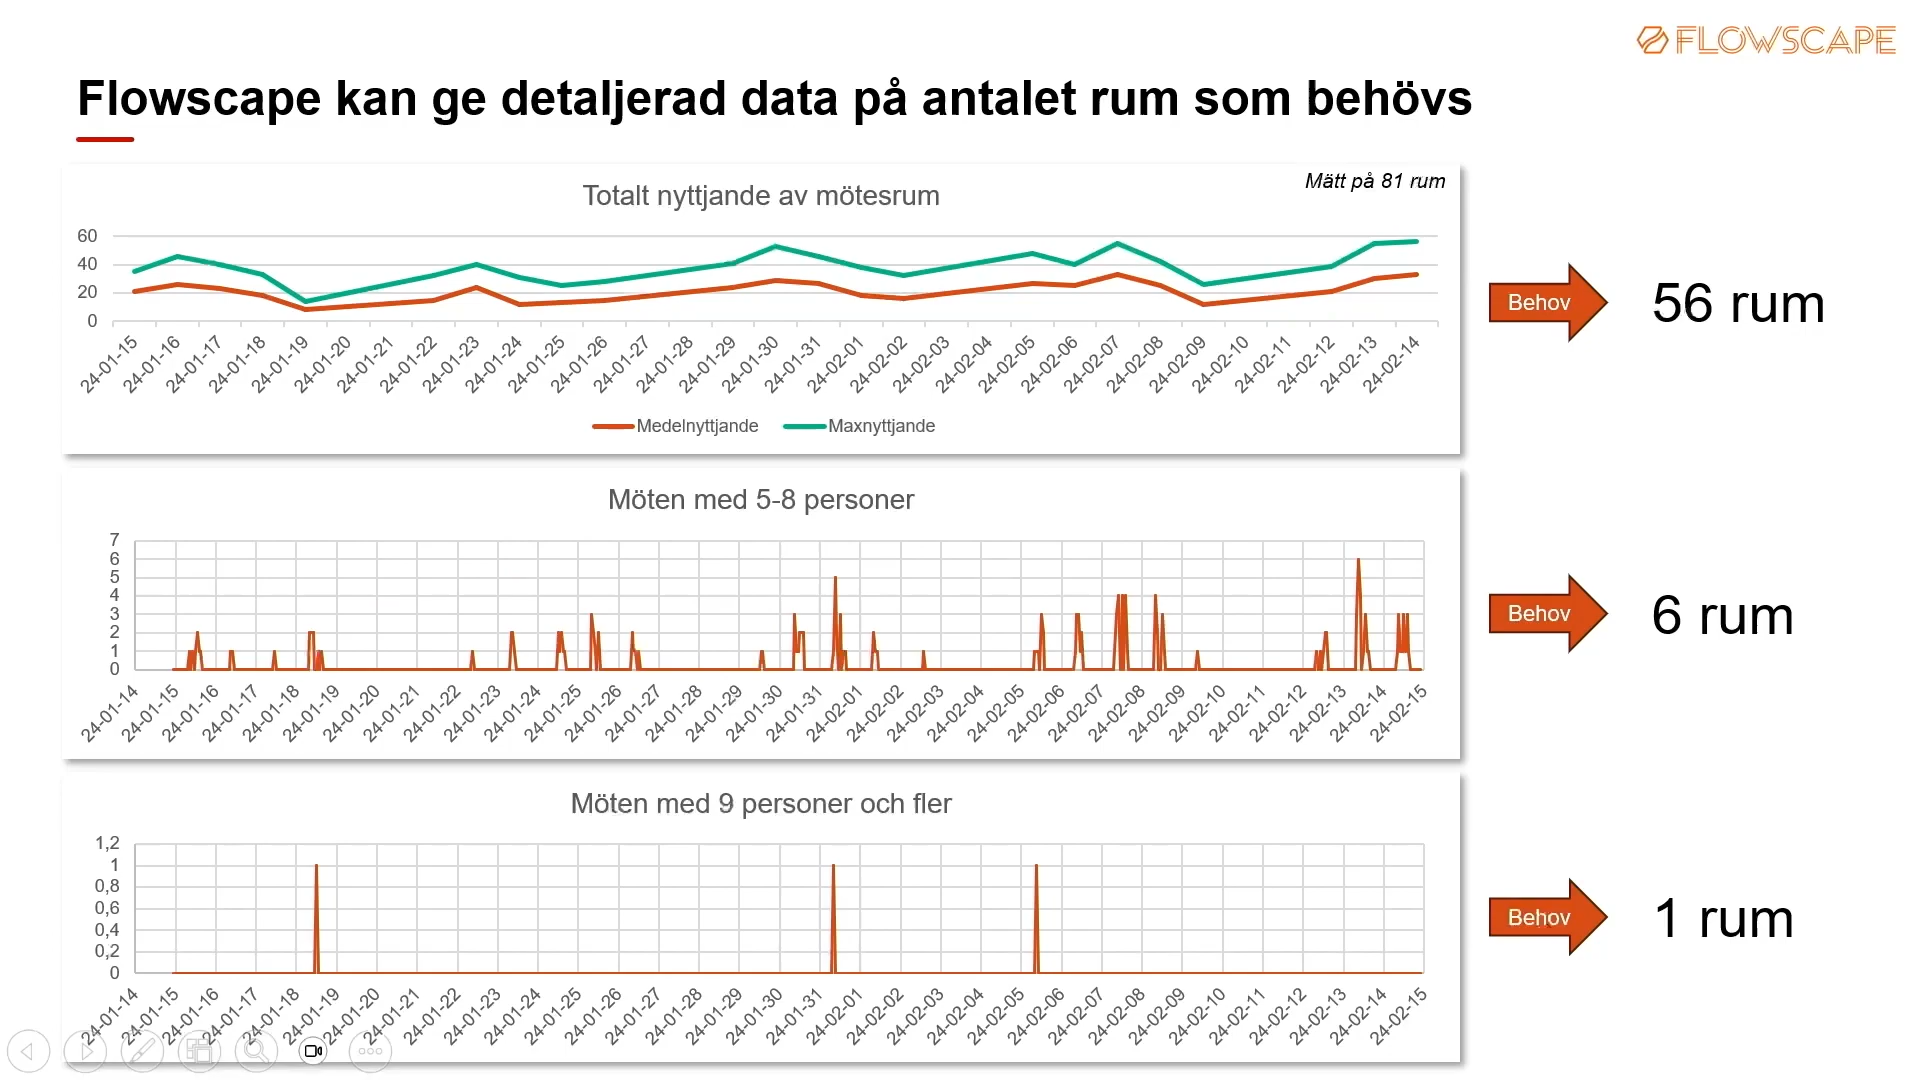 FLOWSCAPE
Flowscape kan ge detaljerad data på antalet rum som behövs
Totalt nyttjande av mötesrum
Mätt på 81 rum
60
40
20
0
24-01-15 24-01-16 24-01-17 24-01-18 24-01-19 24-01-20 24-01-21 24-01-22 24-01-23 24-01-24 24-01-25 24-01-26 24-01-27 24-01-28 24-01-29 24-01-30 24-01-31 24-02-01 24-02-02 24-02-03 24-02-04 24-02-05 24-02-06 24-02-07 24-02-08 24-02-09 24-02-10 24-02-11 24-02-12 24-02-13 24-02-14
Medelnyttjande Maxnyttjande
Behov
56 rum
Möten med 5-8 personer
7
6
5
4
3
2
1
0
24-01-14 24-01-15 24-01-16 24-01-17 24-01-18 24-01-19 24-01-20 24-01-21 24-01-22 24-01-23 24-01-24 24-01-25 24-01-26 24-01-27 24-01-28 24-01-29 24-01-30 24-01-31 24-02-01 24-02-02 24-02-03 24-02-04 24-02-05 24-02-06 24-02-07 24-02-08 24-02-09 24-02-10 24-02-11 24-02-12 24-02-13 24-02-14 24-02-15
Behov
6 rum
Möten med 9 personer och fler
1,2
1
0,8
0,6
0,4
0,2
0
24-01-14 24-01-15 24-01-16 24-01-17 24-01-18 24-01-19 24-01-20 24-01-21 24-01-22 24-01-23 24-01-24 24-01-25 24-01-26 24-01-27 24-01-28 24-01-29 24-01-30 24-01-31 24-02-01 24-02-02 24-02-03 24-02-04 24-02-05 24-02-06 24-02-07 24-02-08 24-02-09 24-02-10 24-02-11 24-02-12 24-02-13 24-02-14 24-02-15
Behov
1 rum